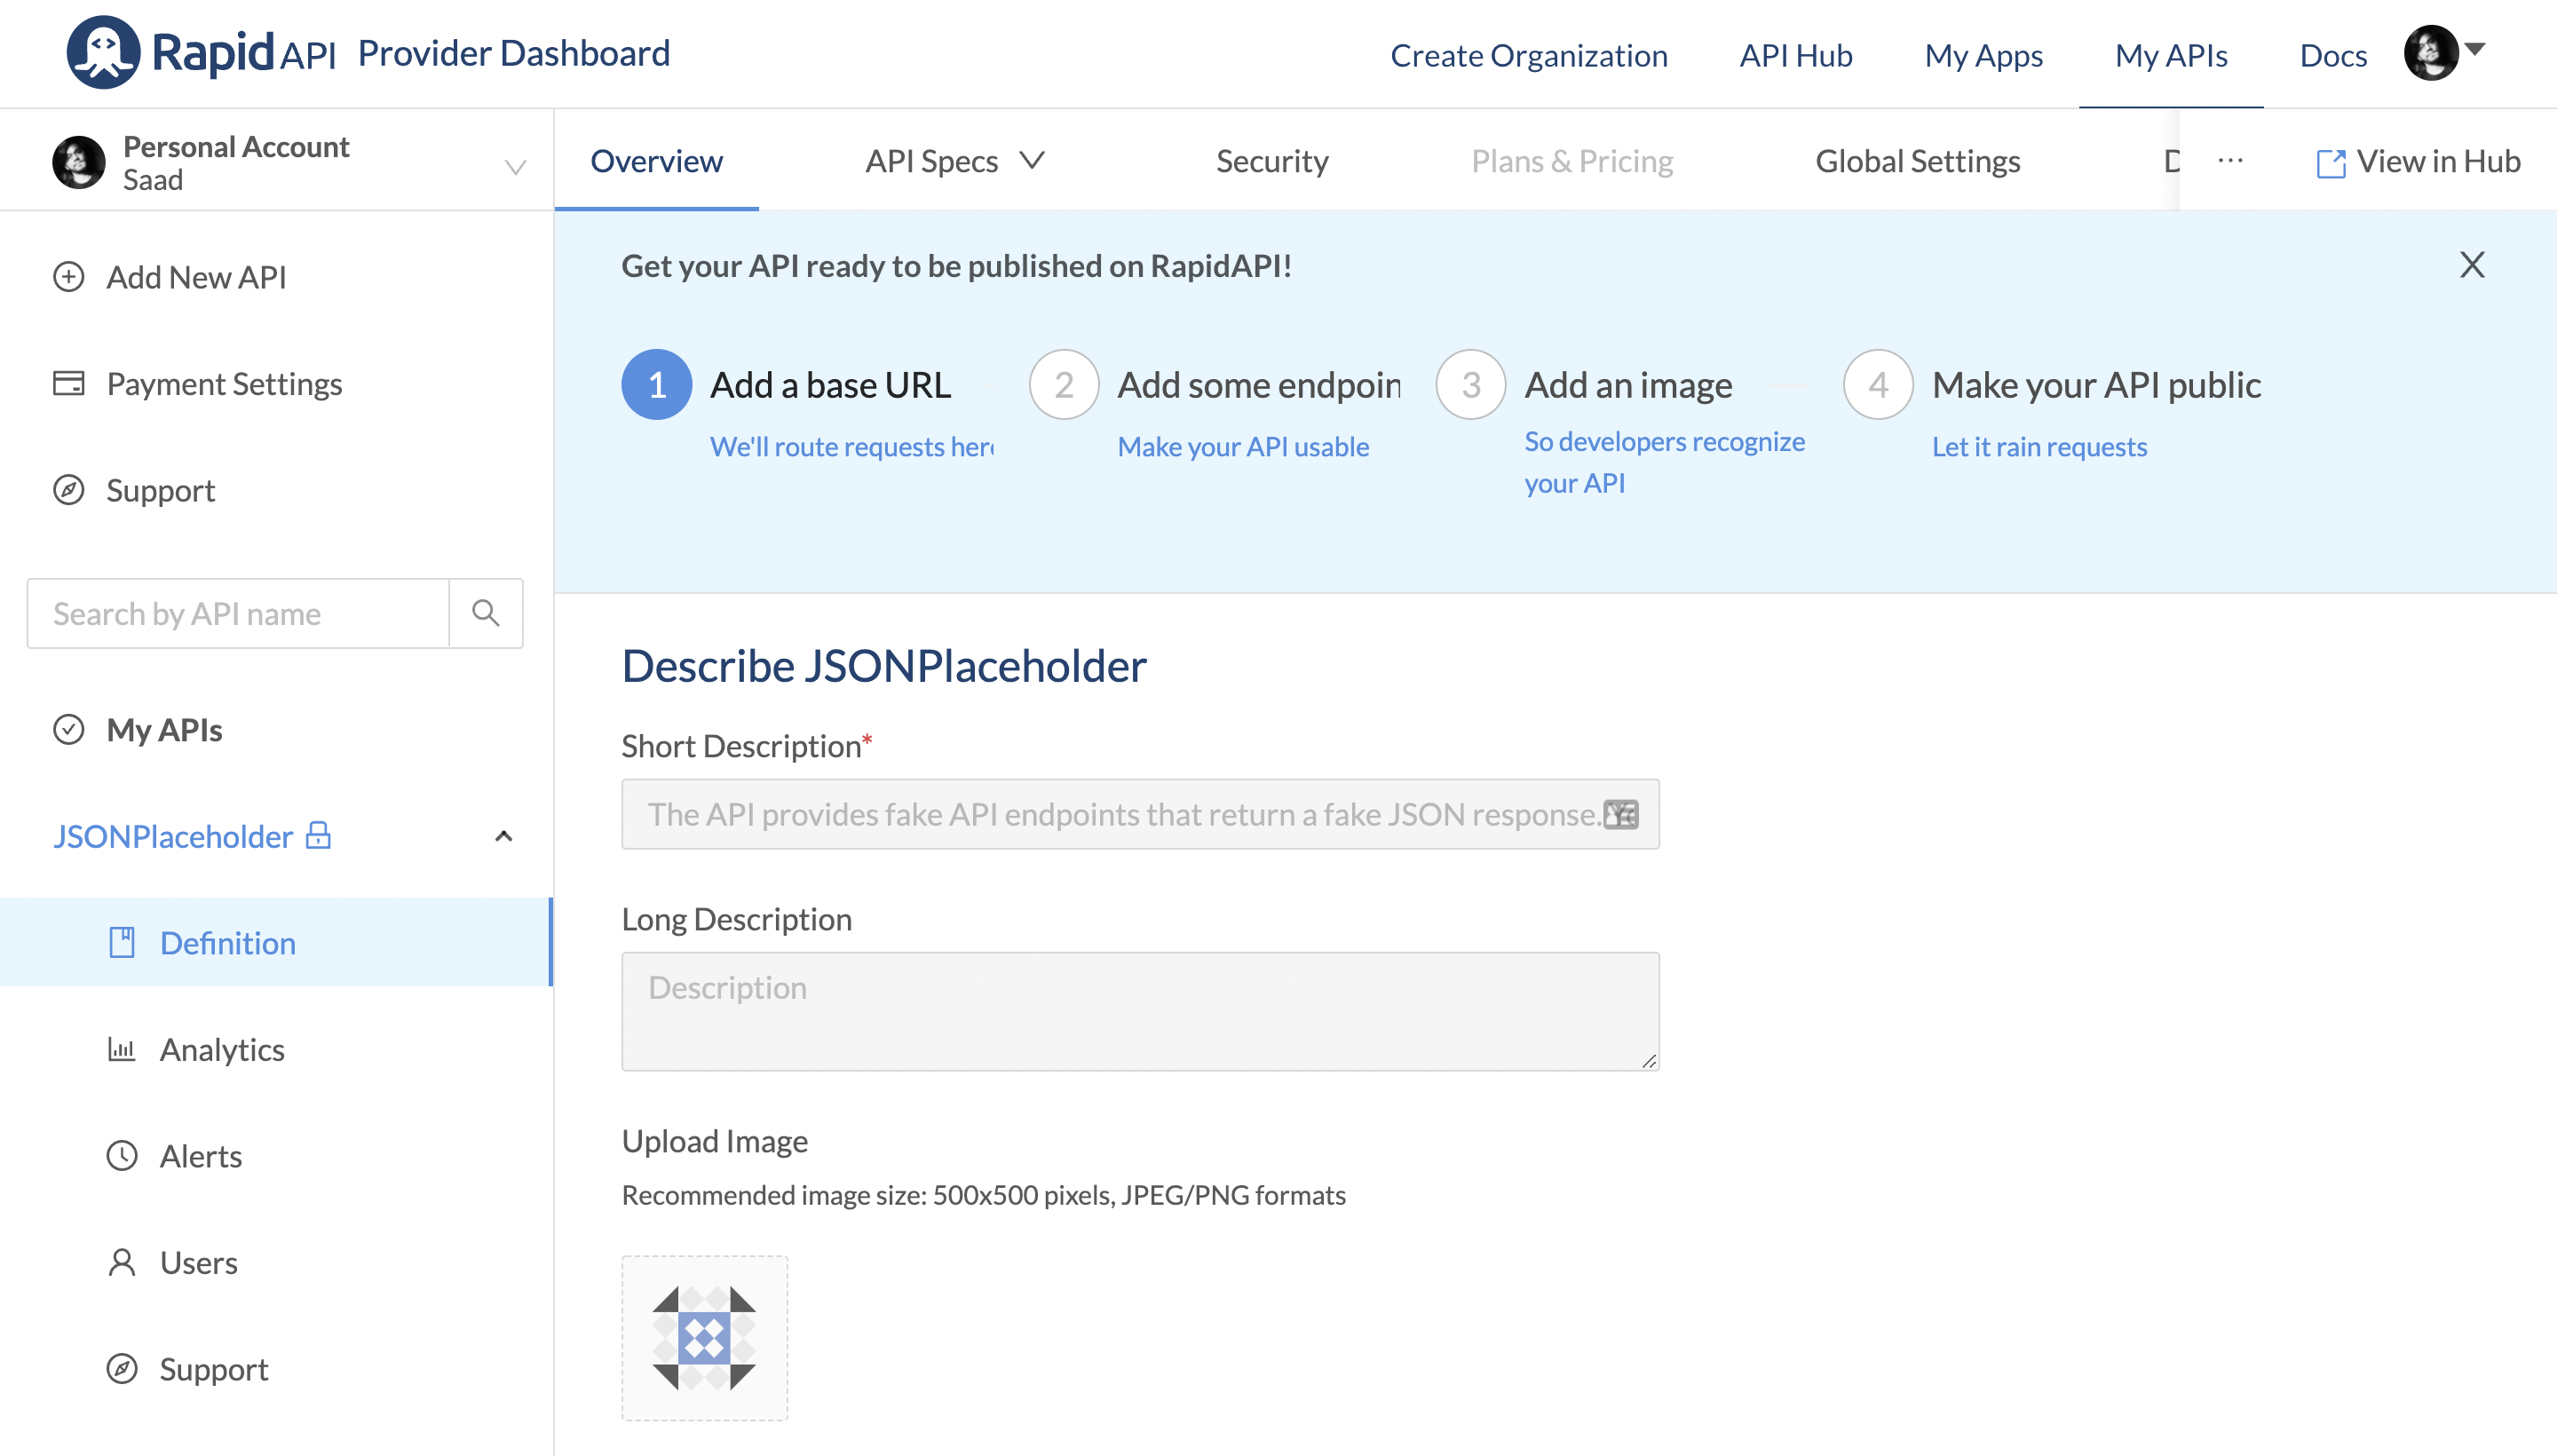 Rapid API Provider Dashboard
Create Organization
API Hub
My Apps
My APIs
Docs
Personal Account
Saad
Overview
API Specs
Security
Plans & Pricing
Global Settings
...
View in Hub
Add New API
Payment Settings
Support
Search by API name
My APIs
JSONPlaceholder
Definition
Analytics
Alerts
Users
Support
Get your API ready to be published on RapidAPI!
1 Add a base URL
We'll route requests her
2 Add some endpoin
Make your API usable
3 Add an image
So developers recognize
your API
4 Make your API public
Let it rain requests
Describe JSONPlaceholder
Short Description*
The API provides fake API endpoints that return a fake JSON response.
Long Description
Description
Upload Image
Recommended image size: 500x500 pixels, JPEG/PNG formats